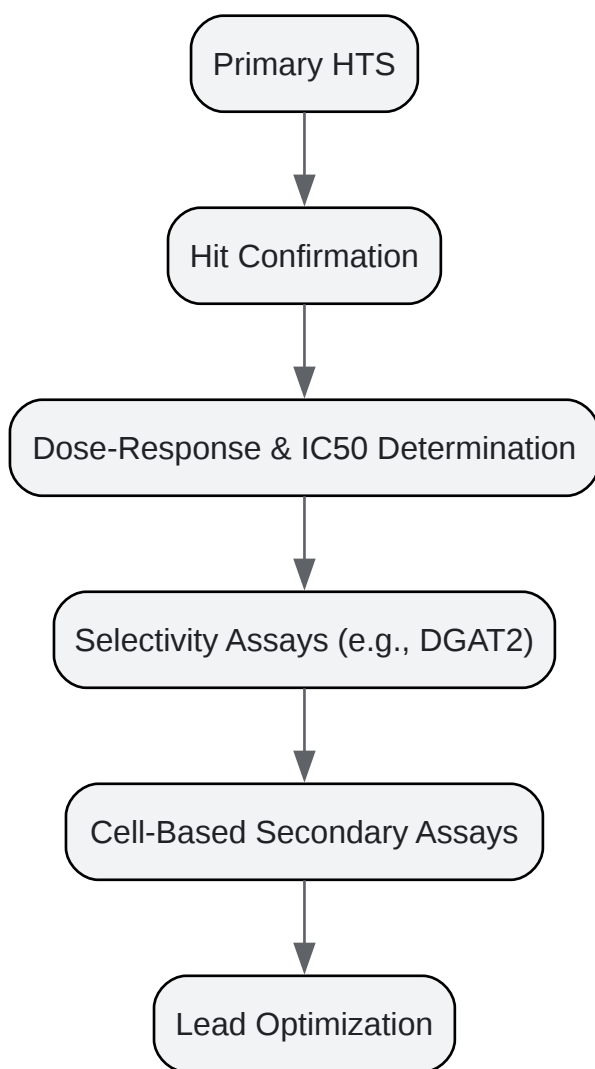 Primary HTS
Hit Confirmation
Dose-Response & IC50 Determination
Selectivity Assays (e.g., DGAT2)
Cell-Based Secondary Assays
Lead Optimization